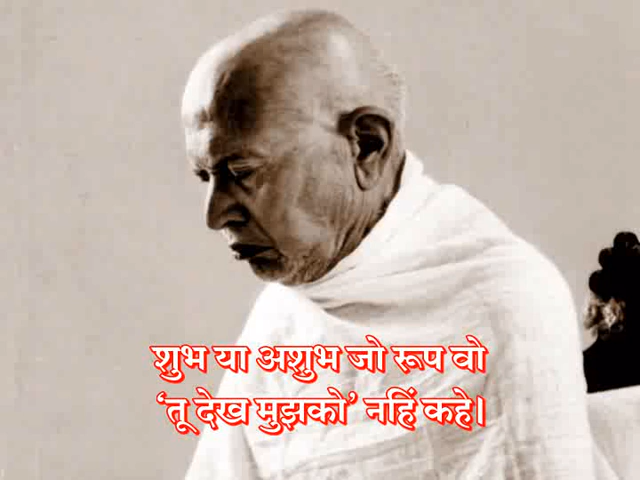 शुभ या अशुभ जो रूप वो
‘तू देख मुझको’ नहिं कहे।